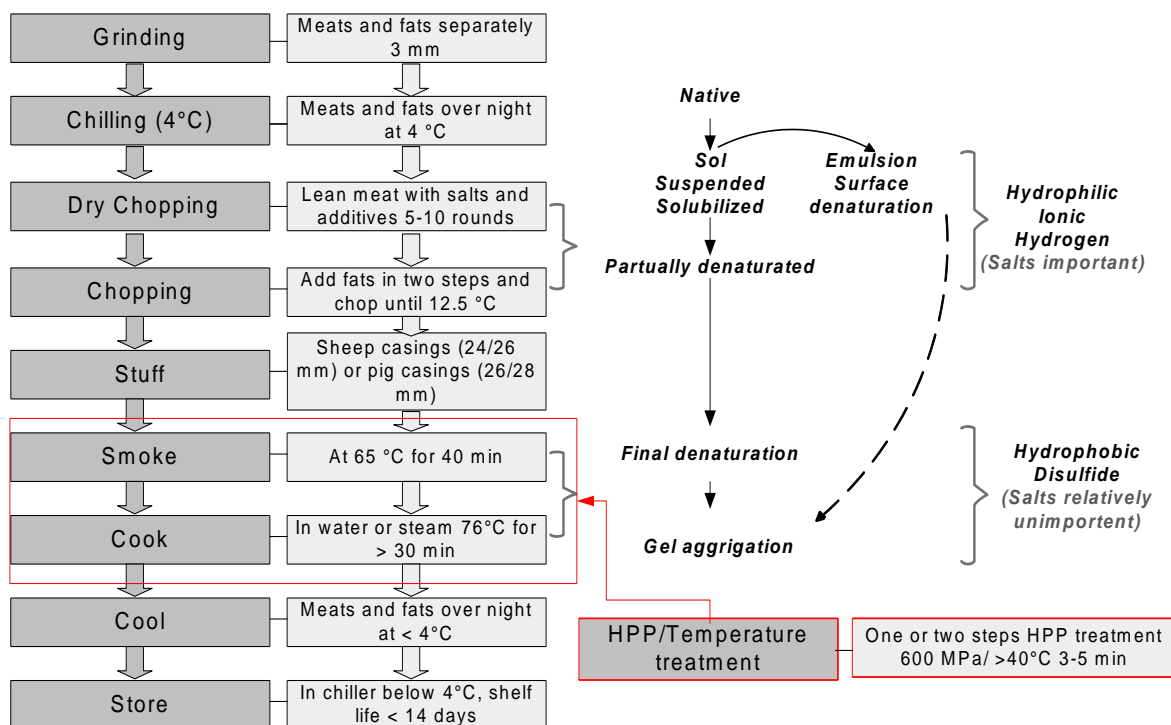 Grinding
Meats and fats separately
3 mm
Chilling (4°C)
Meats and fats over night
at 4 °C
Dry Chopping
Lean meat with salts and
additives 5-10 rounds
Chopping
Add fats in two steps and
chop until 12.5 °C
Stuff
Sheep casings (24/26
mm) or pig casings (26/28
mm)
Smoke
At 65 °C for 40 min
Cook
In water or steam 76°C for
> 30 min
Cool
Meats and fats over night
at < 4°C
Store
In chiller below 4°C, shelf
life < 14 days
Native
Sol
Suspended
Solubilized
Emulsion
Surface
denaturation
Partually denaturated
Final denaturation
Gel aggrigation
Hydrophilic
Ionic
Hydrogen
(Salts important)
Hydrophobic
Disulfide
(Salts relatively
unimportent)
HPP/Temperature
treatment
One or two steps HPP treatment
600 MPa/ >40°C 3-5 min